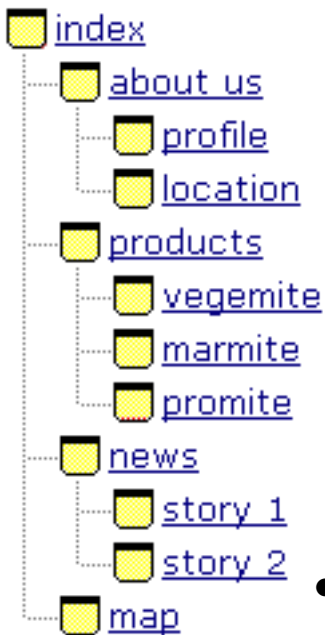 index
about us
profile
location
products
vegemite
marmite
promite
news
story 1
story 2
map